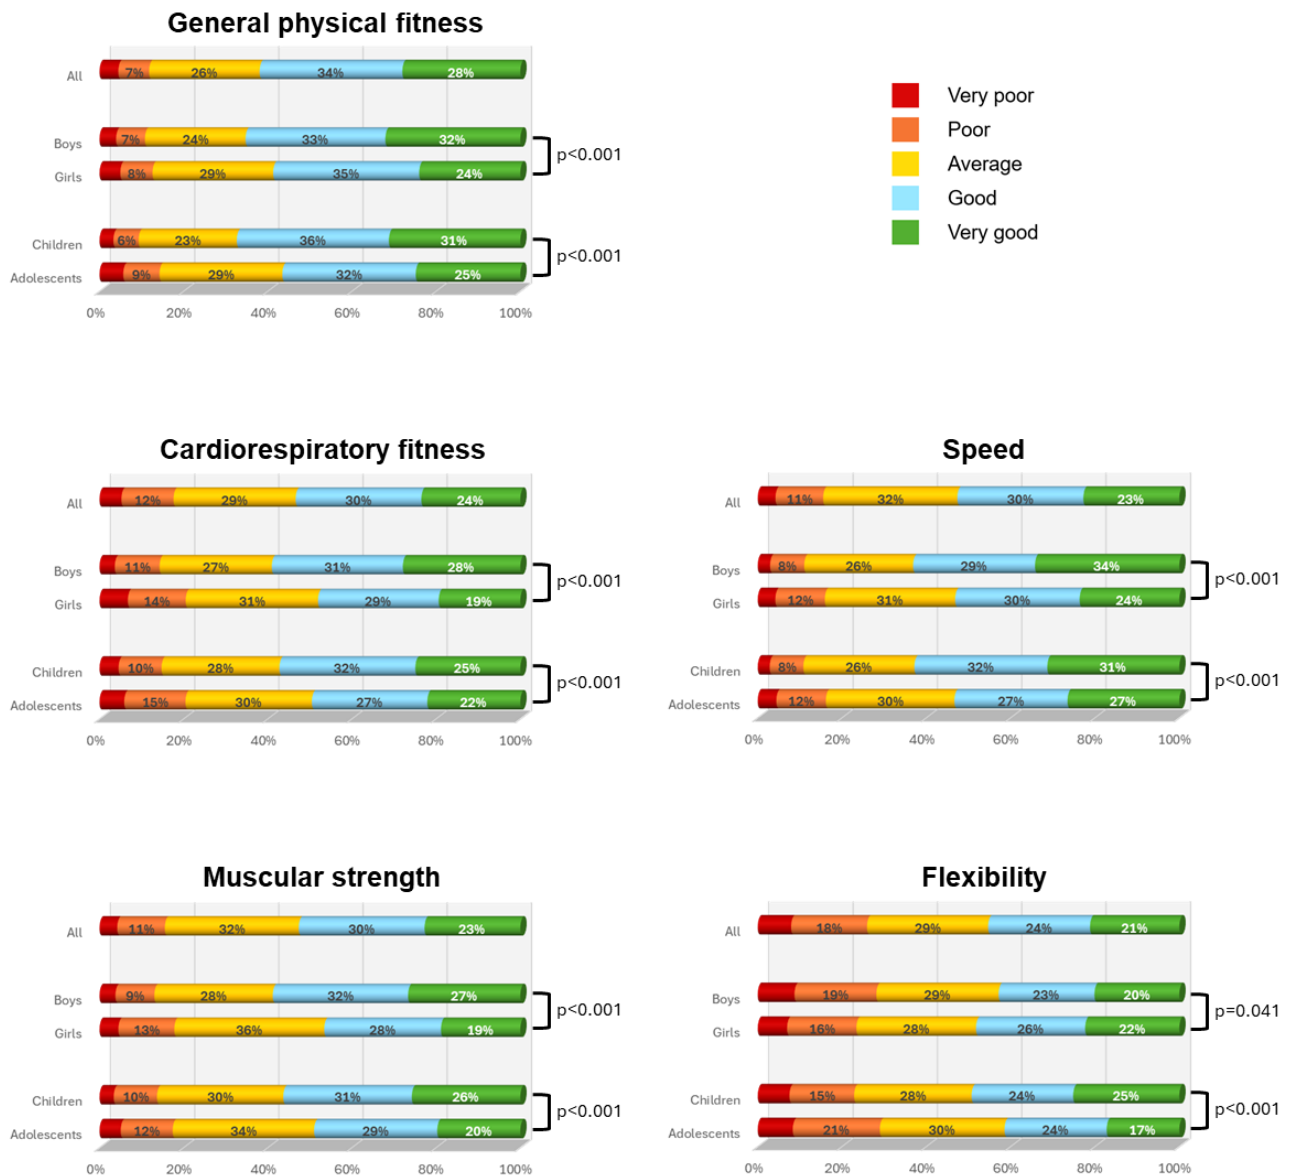 General physical fitness
All 7% 26% 34% 28%
Boys 7% 24% 33% 32%
Girls 8% 29% 35% 24%
p<0.001
Children 6% 23% 36% 31%
Adolescents 9% 29% 32% 25%
p<0.001
0% 20% 40% 60% 80% 100%
Very poor
Poor
Average
Good
Very good
Cardiorespiratory fitness
All 12% 29% 30% 24%
Boys 11% 27% 31% 28%
Girls 14% 31% 29% 19%
p<0.001
Children 10% 28% 32% 25%
Adolescents 15% 30% 27% 22%
p<0.001
0% 20% 40% 60% 80% 100%
Speed
All 11% 32% 30% 23%
Boys 8% 26% 29% 34%
Girls 12% 31% 30% 24%
p<0.001
Children 8% 26% 32% 31%
Adolescents 12% 30% 27% 27%
p<0.001
0% 20% 40% 60% 80% 100%
Muscular strength
All 11% 32% 30% 23%
Boys 9% 28% 32% 27%
Girls 13% 36% 28% 19%
p<0.001
Children 10% 30% 31% 26%
Adolescents 12% 34% 29% 20%
p<0.001
0% 20% 40% 60% 80% 100%
Flexibility
All 18% 29% 24% 21%
Boys 19% 29% 23% 20%
Girls 16% 28% 26% 22%
p=0.041
Children 15% 28% 24% 25%
Adolescents 21% 30% 24% 17%
p<0.001
0% 20% 40% 60% 80% 100%